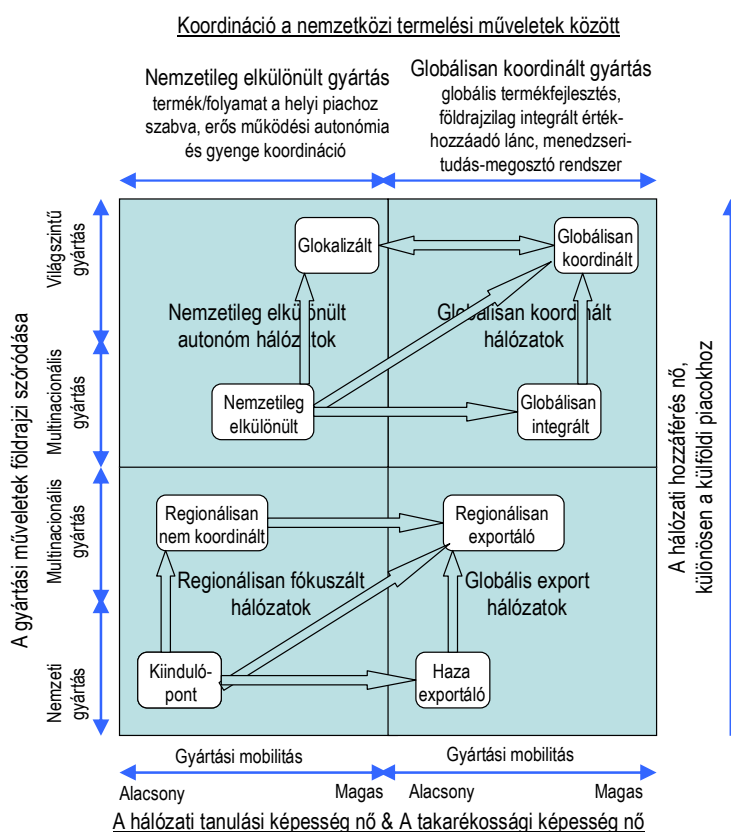 Koordináció a nemzetközi termelési műveletek között
Nemzetileg elkülönült gyártás
termék/folyamat a helyi piachoz
szabva, erős működési autonómia
és gyenge koordináció
Globálisan koordinált gyártás
globális termékfejlesztés,
földrajzilag integrált érték-
hozzáadó lánc, menedzseri-
tudás-megosztó rendszer
A gyártási műveletek földrajzi szóródása
Világszintű
gyártás
Multinacionális
gyártás
Multinacionális
gyártás
Nemzeti
gyártás
Glokalizált
Globálisan
koordinált
Nemzetileg elkülönült
autonóm hálózatok
Globálisan koordinált
hálózatok
Nemzetileg
elkülönült
Globálisan
integrált
Regionálisan
nem koordinált
Regionálisan
exportáló
Regionálisan fókuszált
hálózatok
Globális export
hálózatok
Kiinduló-
pont
Haza
exportáló
A hálózati hozzáférés nő,
különösen a külföldi piacokhoz
Gyártási mobilitás
Gyártási mobilitás
Alacsony
Magas
Alacsony
Magas
A hálózati tanulási képesség nő & A takarékossági képesség nő